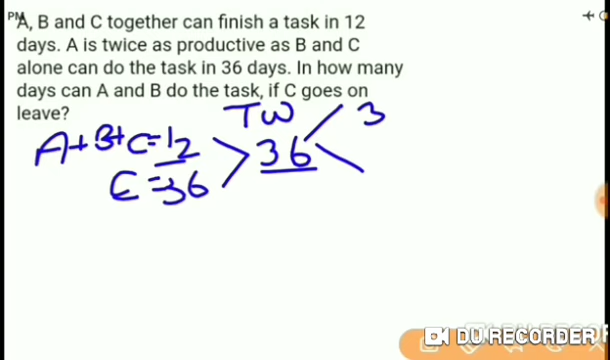 PM
A, B and C together can finish a task in 12
days. A is twice as productive as B and C
alone can do the task in 36 days. In how many
days can A and B do the task, if C goes on
leave?
TW
A+B+C=12
36
3
C=36
DU RECORDER